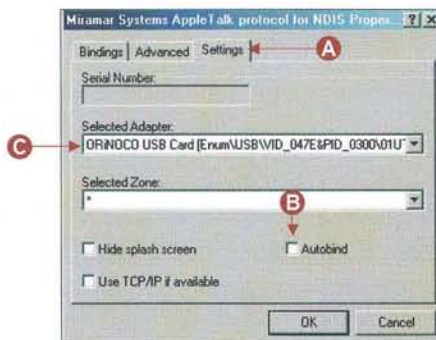 Miramar Systems AppleTalk protocol for NDIS Proper... ? X
Bindings Advanced Settings
A
Serial Number:
Selected Adapter:
C
ORiNOCO USB Card [Enum\USB\VID_047E&PID_0300\01UT
Selected Zone:
*
B
Hide splash screen
Autobind
Use TCP/IP if available
OK Cancel